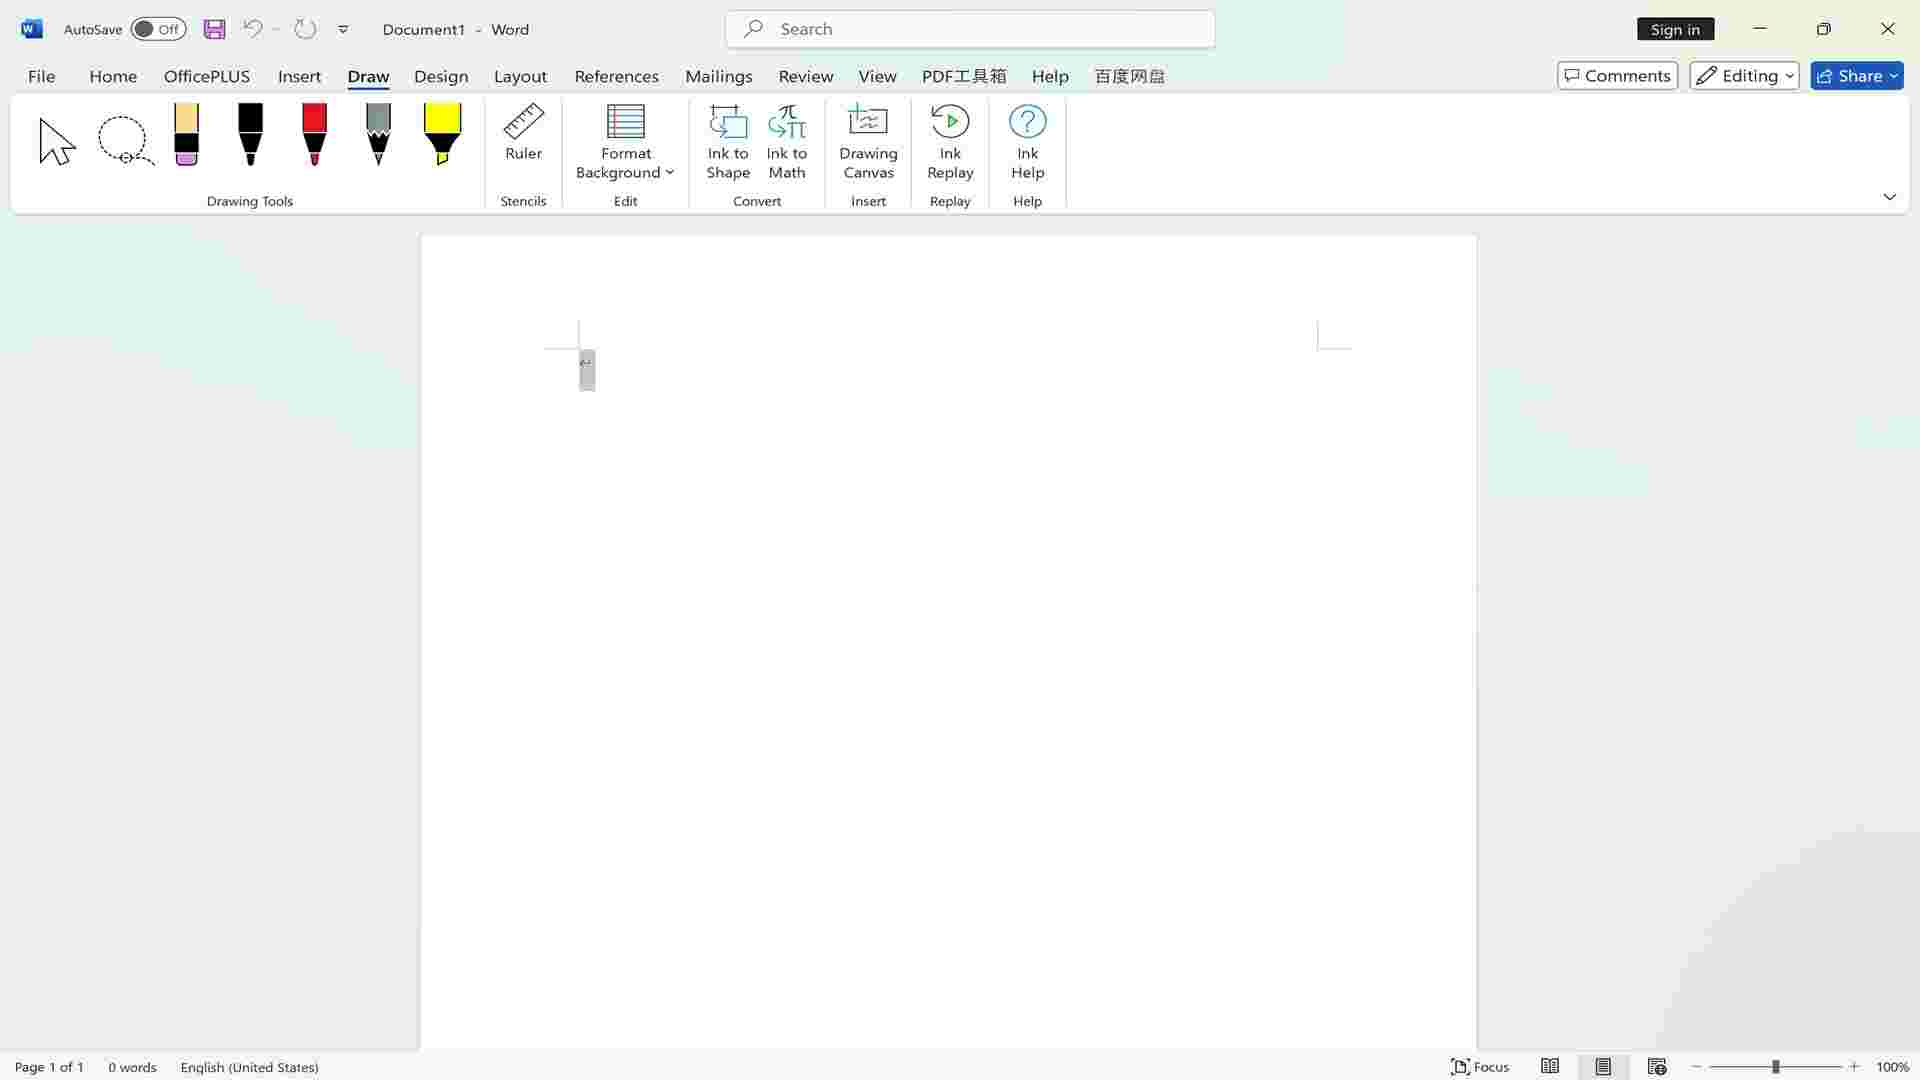 AutoSave Off Document1 - Word Search Sign in
File Home OfficePLUS Insert Draw Design Layout References Mailings Review View PDF工具箱 Help 百度网盘 Comments Editing Share
Ruler Format Background Ink to Shape Ink to Math Drawing Canvas Ink Replay Ink Help
Drawing Tools Stencils Edit Convert Insert Replay Help
Page 1 of 1 0 words English (United States) Focus 100%